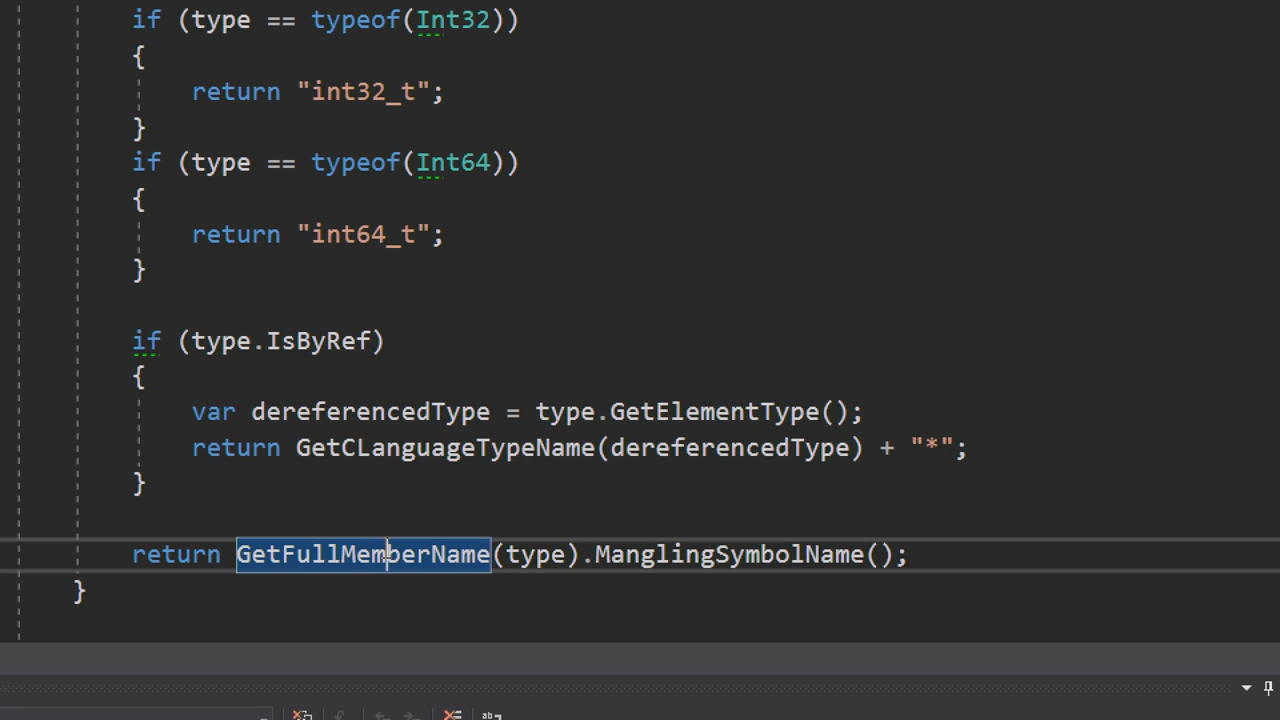 if (type == typeof(Int32))
{
return "int32_t";
}
if (type == typeof(Int64))
{
return "int64_t";
}
if (type.IsByRef)
{
var dereferencedType = type.GetElementType();
return GetCLanguageTypeName(dereferencedType) + "*";
}
return GetFullMemberName(type).ManglingSymbolName();
}